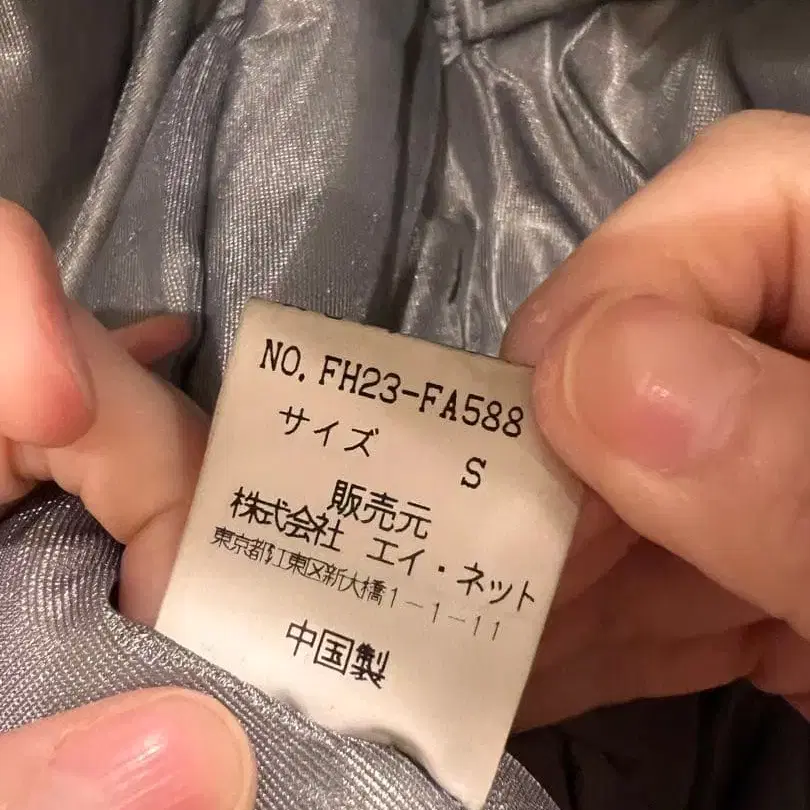 NO. FH23-FA588
サイズ S
販売元
株式会社 エイ・ネット
東京都江東区新大橋1-1-11
中国製